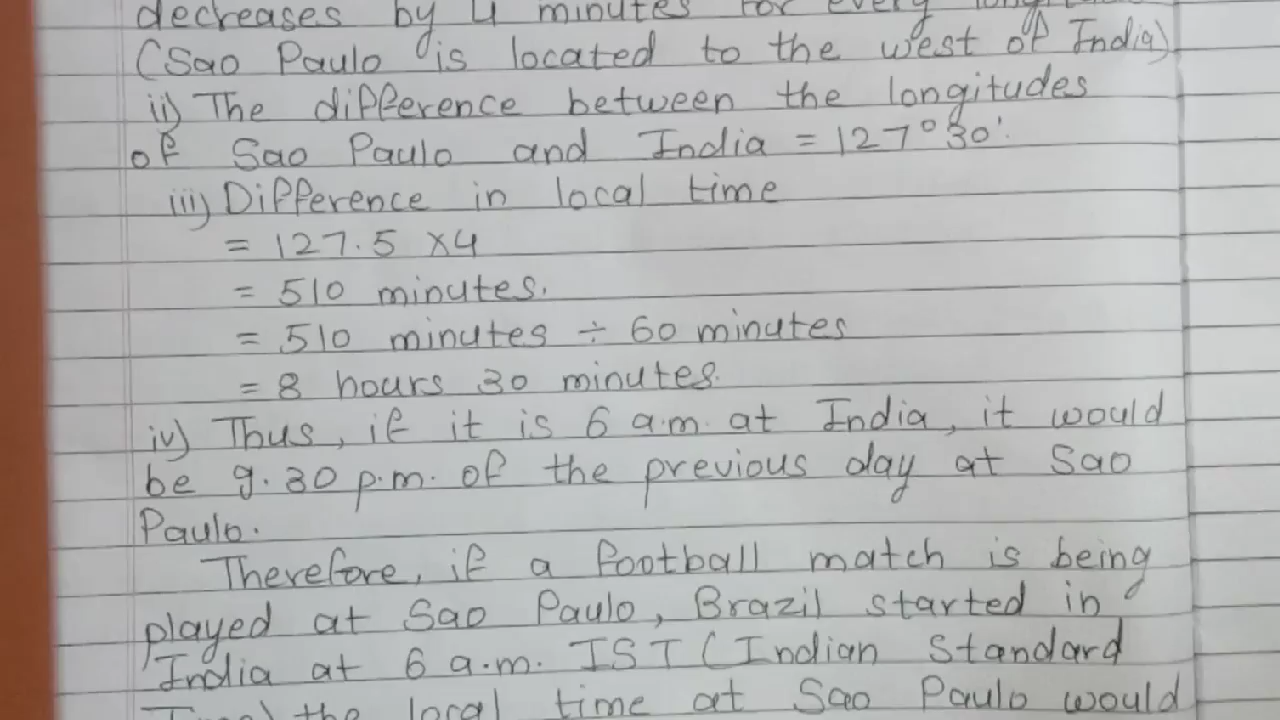 decreases by 4 minutes for every
(Sao Paulo is located to the west of India)
ii) The difference between the longitudes
of Sao Paulo and India = 127°30'.
iii) Difference in local time
= 127.5 ×4
= 510 minutes.
= 510 minutes ÷ 60 minutes
= 8 hours 30 minutes.
iv) Thus, if it is 6 a.m. at India, it would
be 9.30 p.m. of the previous day at Sao
Paulo.
Therefore, if a football match is being
played at Sao Paulo, Brazil started in
India at 6 a.m. IST (Indian Standard
Time) the local time at Sao Paulo would